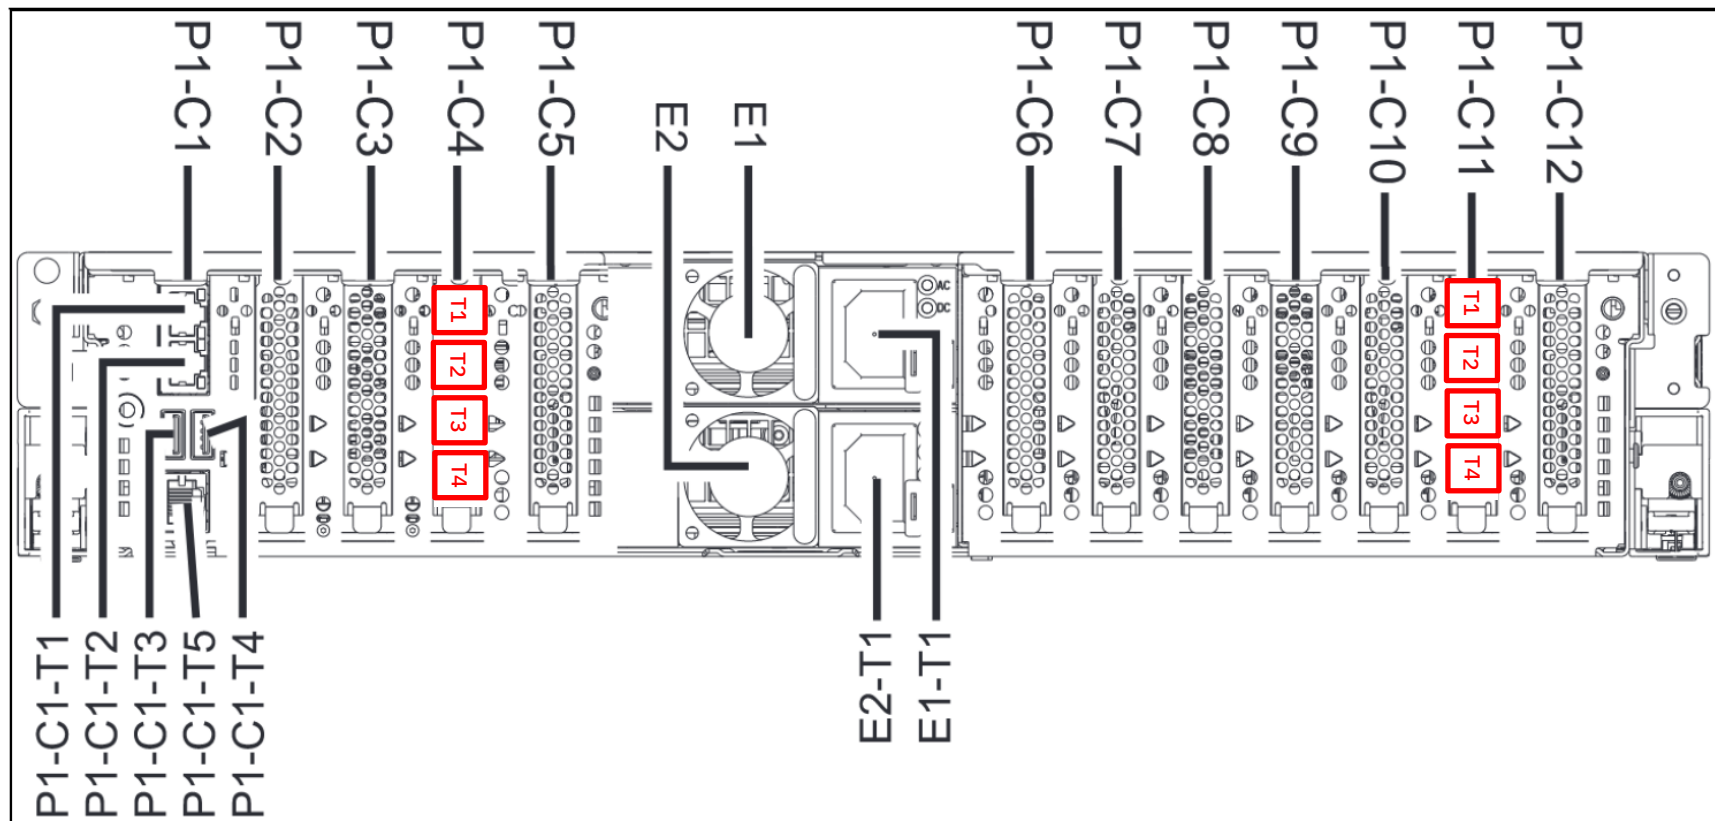 P1-C1
P1-C2
P1-C3
P1-C4
P1-C5
E2
E1
P1-C6
P1-C7
P1-C8
P1-C9
P1-C10
P1-C11
P1-C12
AC
DC
T1
T2
T3
T4
T1
T2
T3
T4
P1-C1-T1
P1-C1-T2
P1-C1-T3
P1-C1-T5
P1-C1-T4
E2-T1
E1-T1